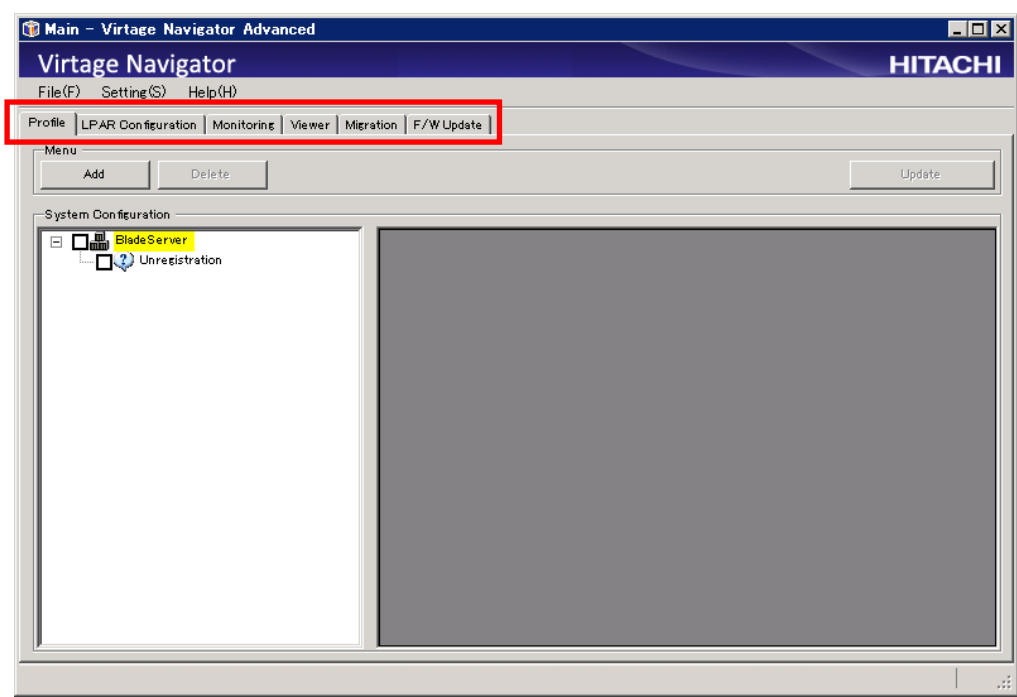 Main - Virtage Navigator Advanced
Virtage Navigator HITACHI
File(F) Setting(S) Help(H)
Profile LPAR Configuration Monitoring Viewer Migration F/W Update
Menu
Add Delete Update
System Configuration
BladeServer
Unregistration